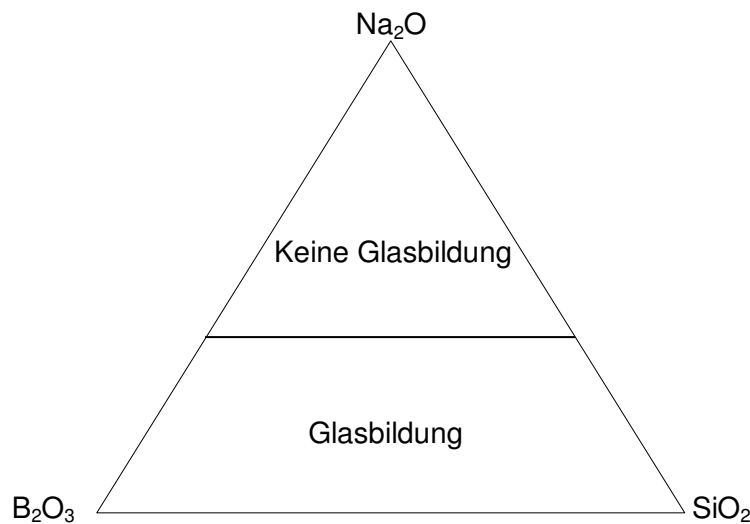 Na₂O
Keine Glasbildung
Glasbildung
B₂O₃
SiO₂